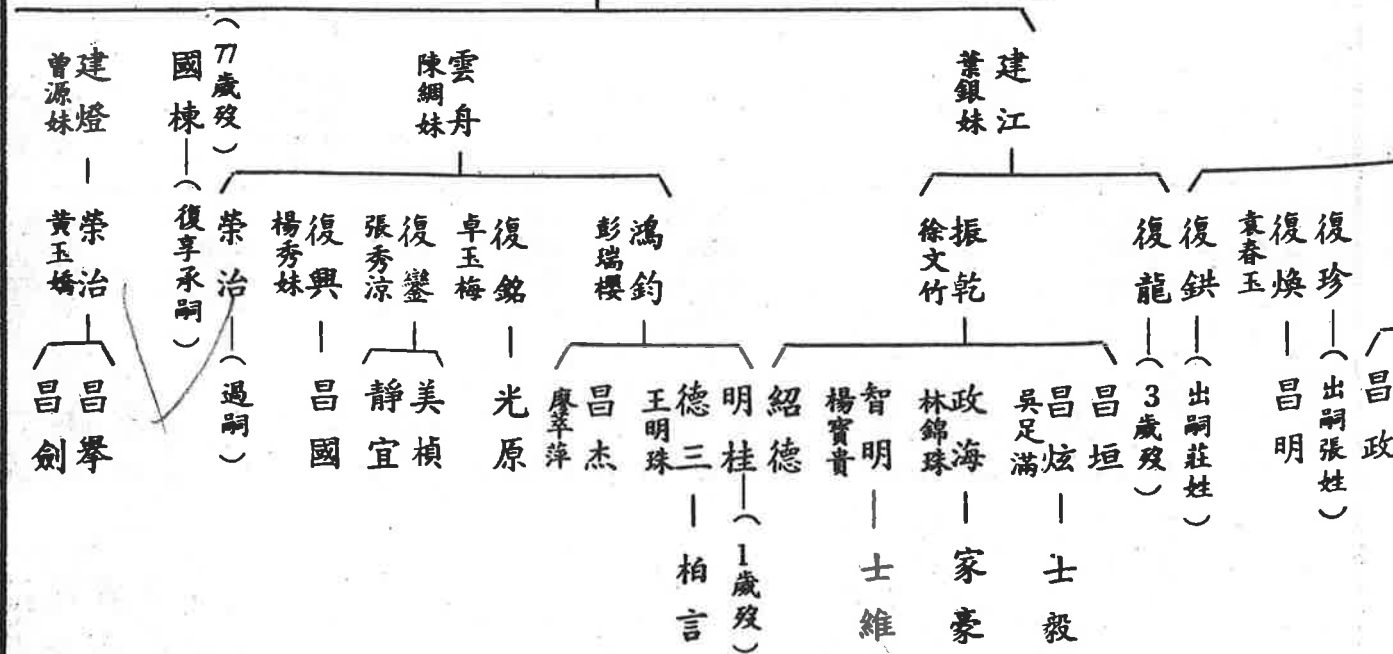 建江
葉銀妹
雲舟
陳綢妹
(77歲歿)
國棟
建燈
曾源妹
復珍
復煥
袁春玉
復鉷
復龍
振乾
徐文竹
鴻鈞
彭瑞櫻
復銘
卓玉梅
復鑾
張秀涼
復興
楊秀妹
榮治
(復享承嗣)
榮治
黃玉嬌
昌政
(出嗣張姓)
昌明
(出嗣莊姓)
(3歲歿)
昌垣
昌炫
吳足滿
政海
林錦珠
智明
楊寶貴
紹德
明桂
德三
王明珠
昌杰
廖萃萍
光原
美楨
靜宜
昌國
(過嗣)
昌擧
昌劍
士毅
家豪
士維
(1歲歿)
柏言